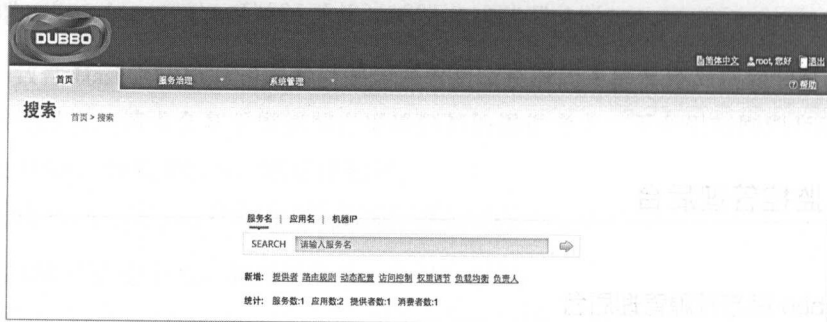 DUBBO
简体中文 root, 您好 退出
首页 服务治理 系统管理 帮助
搜索 首页 > 搜索
服务名 | 应用名 | 机器IP
SEARCH 请输入服务名
新增: 提供者 路由规则 动态配置 访问控制 权重调节 负载均衡 负责人
统计: 服务数:1 应用数:2 提供者数:1 消费者数:1